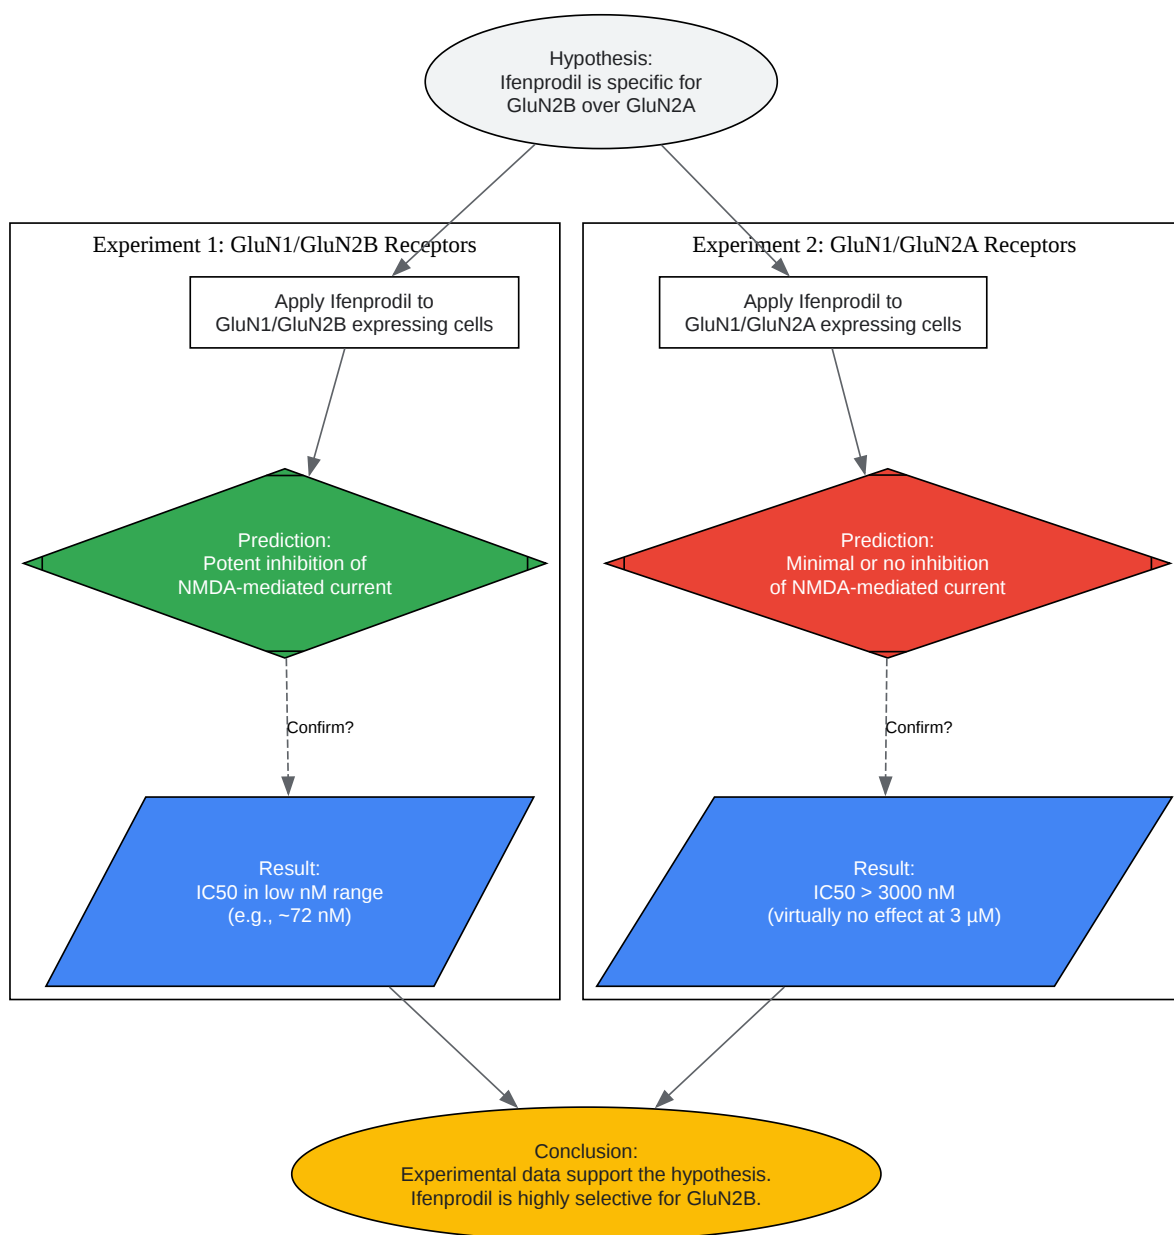 Hypothesis:
Ifenprodil is specific for
GluN2B over GluN2A
Experiment 1: GluN1/GluN2B Receptors
Apply Ifenprodil to
GluN1/GluN2B expressing cells
Prediction:
Potent inhibition of
NMDA-mediated current
Confirm?
Result:
IC50 in low nM range
(e.g., ~72 nM)
Experiment 2: GluN1/GluN2A Receptors
Apply Ifenprodil to
GluN1/GluN2A expressing cells
Prediction:
Minimal or no inhibition
of NMDA-mediated current
Confirm?
Result:
IC50 > 3000 nM
(virtually no effect at 3 µM)
Conclusion:
Experimental data support the hypothesis.
Ifenprodil is highly selective for GluN2B.